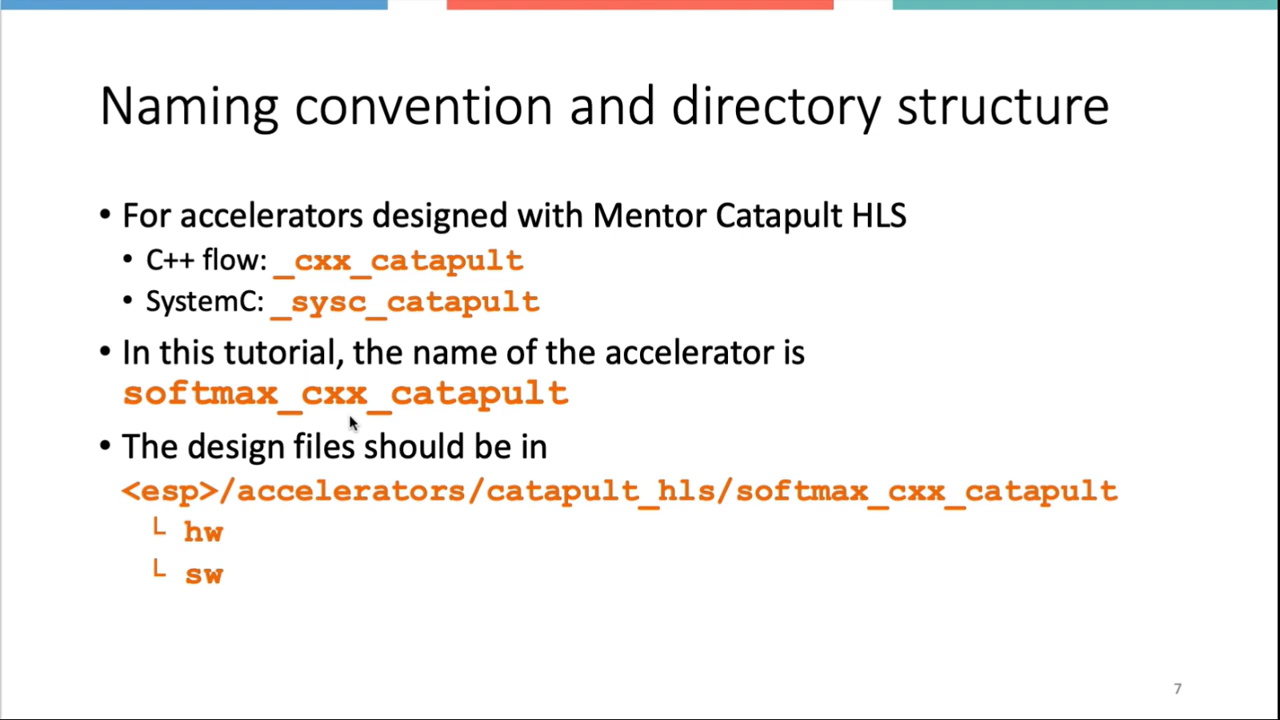 Naming convention and directory structure
• For accelerators designed with Mentor Catapult HLS
• C++ flow: _cxx_catapult
• SystemC: _sysc_catapult
• In this tutorial, the name of the accelerator is
softmax_cxx_catapult
• The design files should be in
<esp>/accelerators/catapult_hls/softmax_cxx_catapult
└ hw
└ sw
7